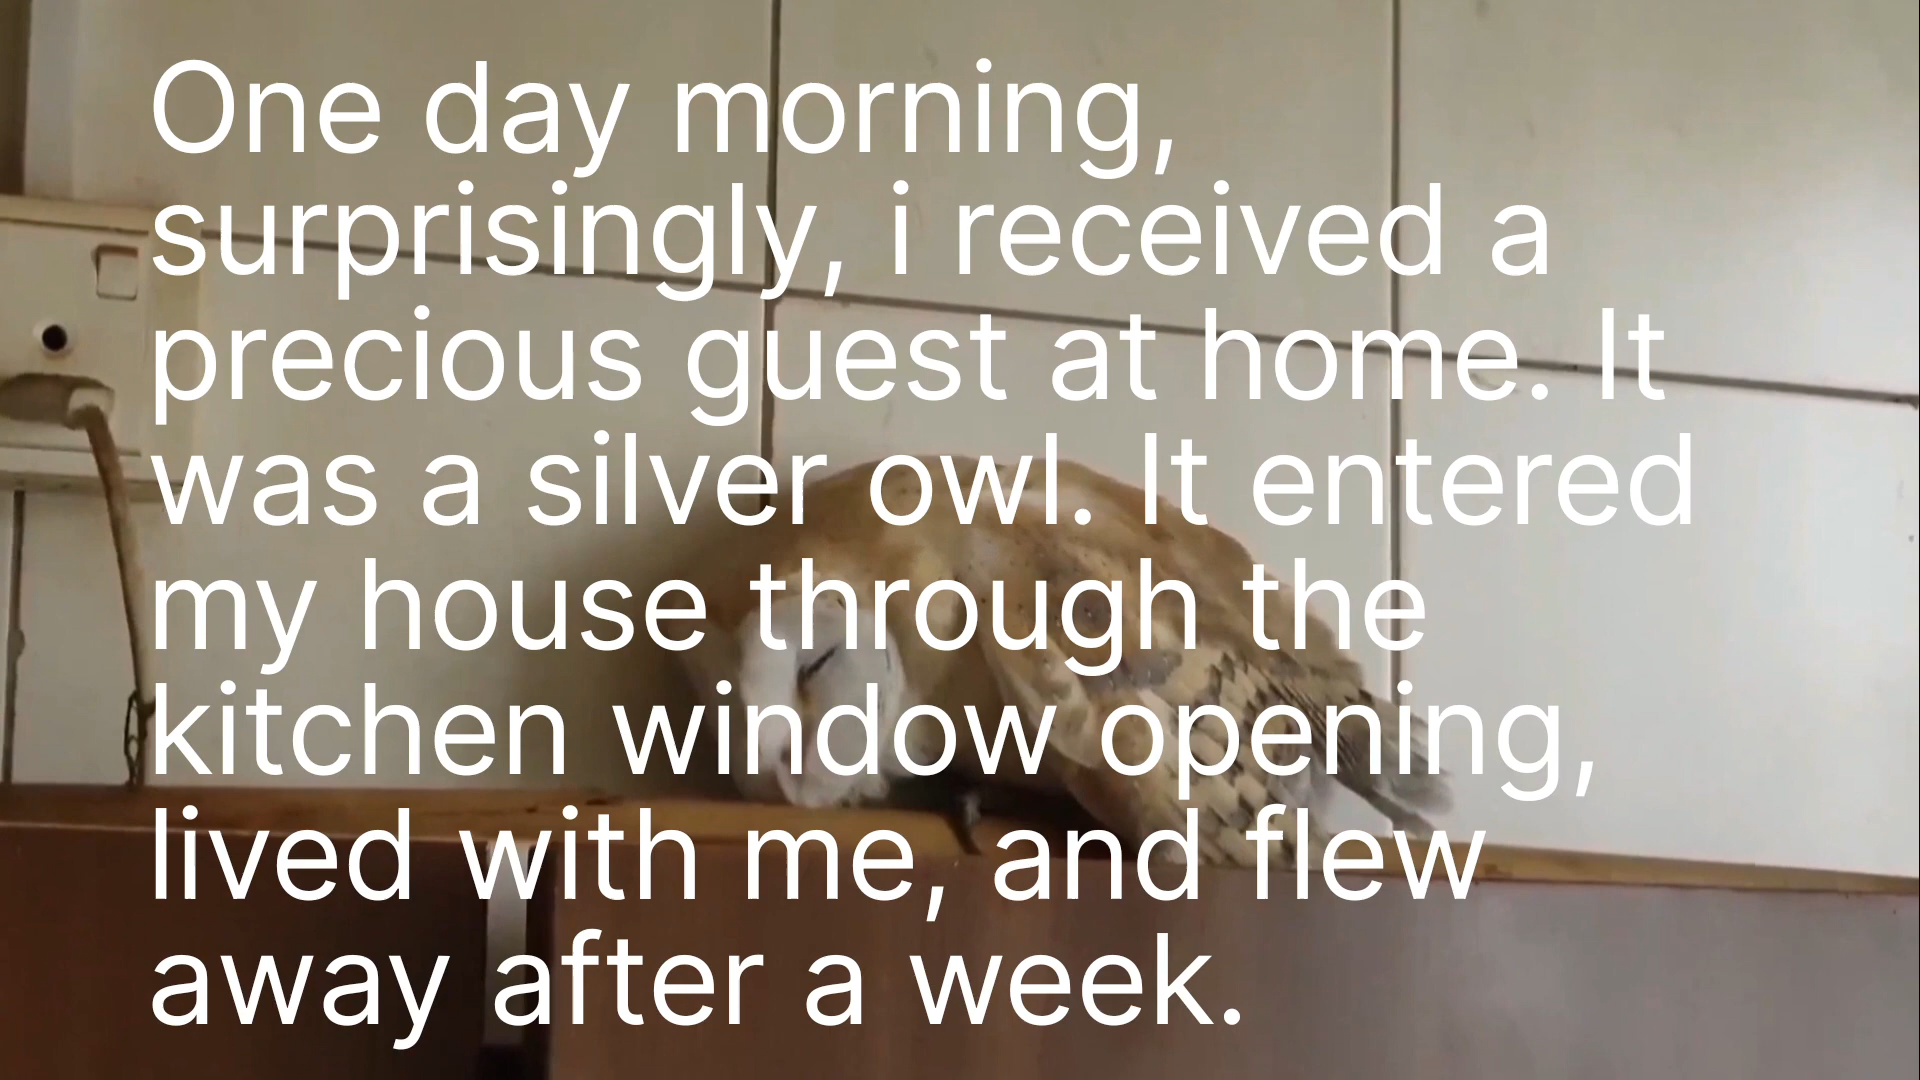 One day morning,
surprisingly, i received a
precious guest at home. It
was a silver owl. It entered
my house through the
kitchen window opening,
lived with me, and flew
away after a week.